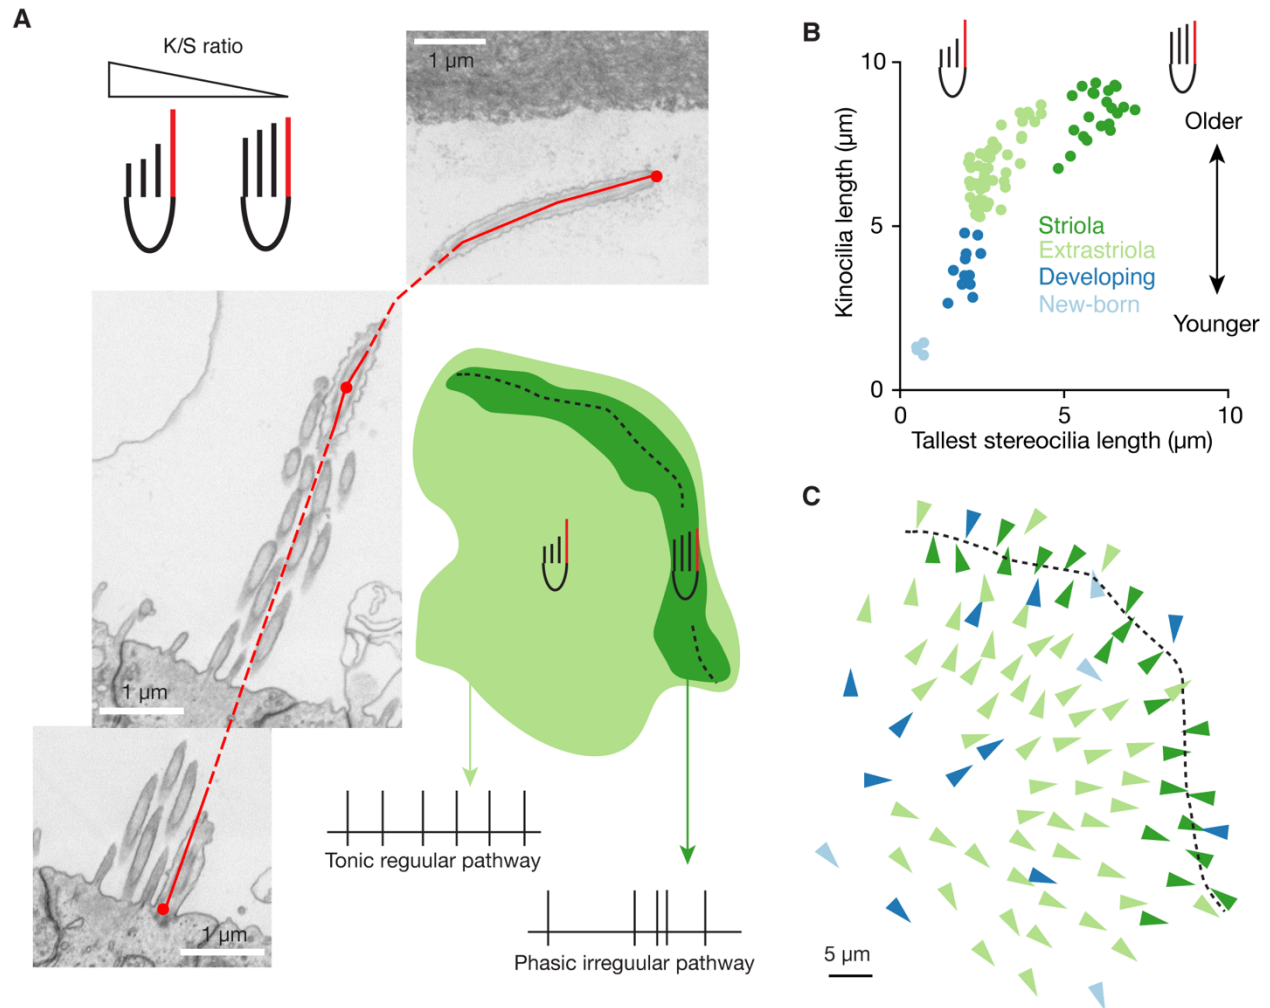 A
K/S ratio
1 µm
1 µm
1 µm
Tonic reguular pathway
Phasic irreguular pathway
B
Kinocilia length (µm)
10
5
0
0
5
10
Tallest stereocilia length (µm)
Striola
Extrastriola
Developing
New-born
Older
Younger
C
5 µm